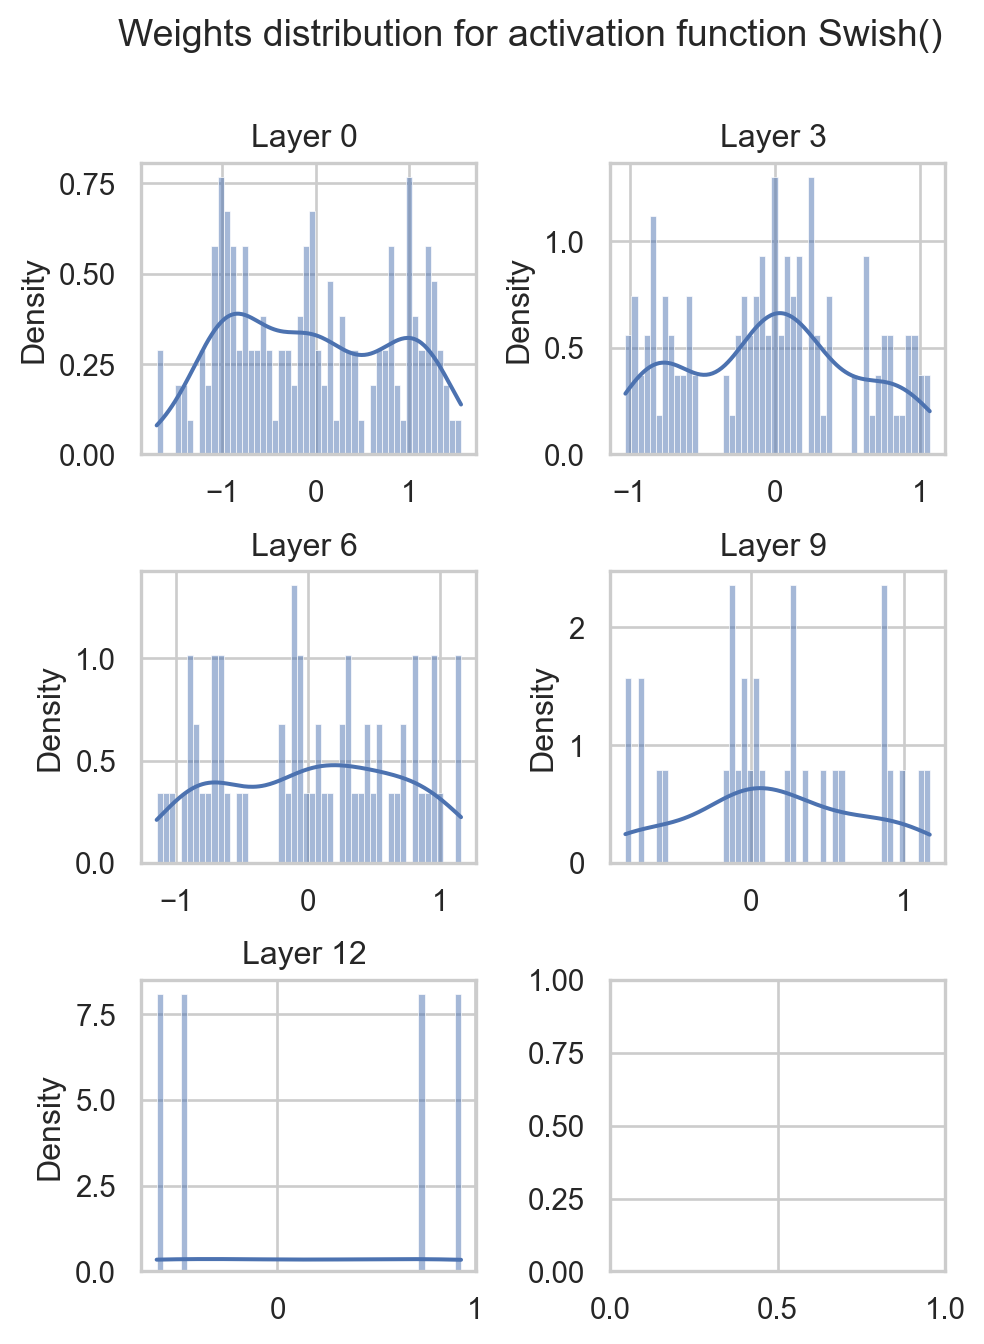 Weights distribution for activation function Swish()
Layer 0
Density
0.75
0.50
0.25
0.00
−1 0 1
Layer 3
Density
1.0
0.5
0.0
−1 0 1
Layer 6
Density
1.0
0.5
0.0
−1 0 1
Layer 9
Density
2
1
0
0 1
Layer 12
Density
7.5
5.0
2.5
0.0
0 1
1.00
0.75
0.50
0.25
0.00
0.0 0.5 1.0